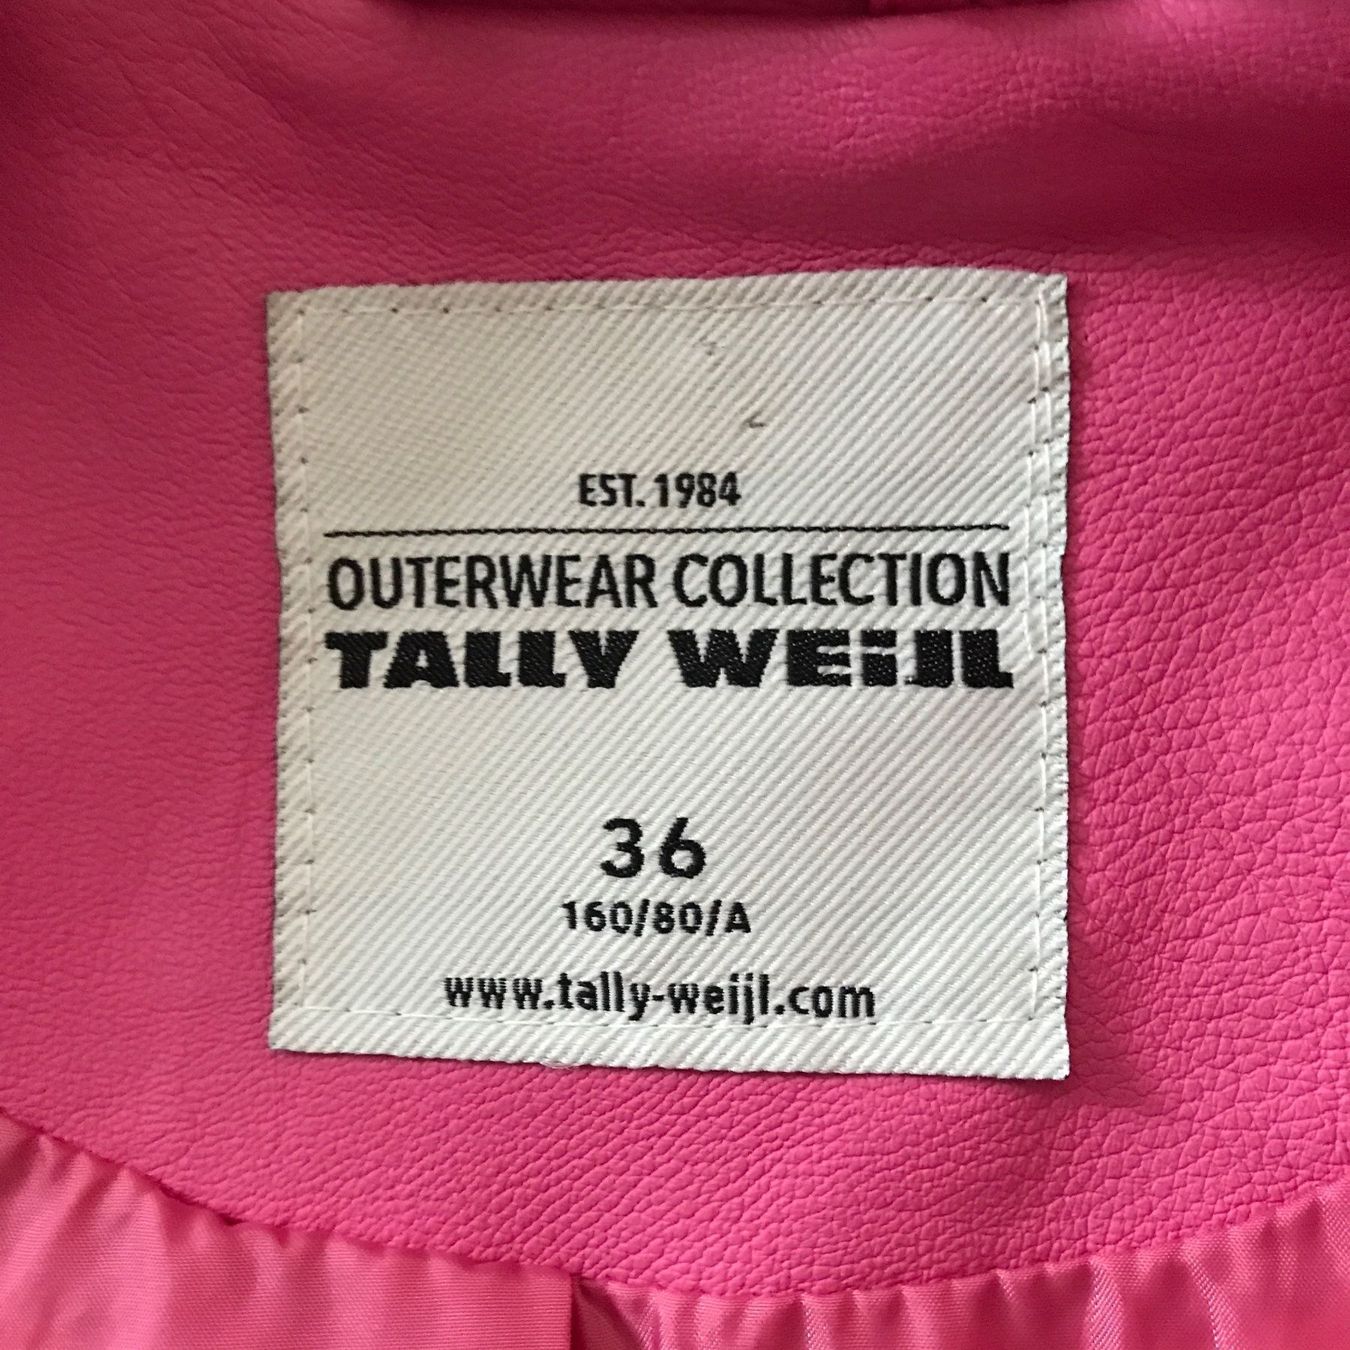 EST. 1984
OUTERWEAR COLLECTION
TALLY WEiJL
36
160/80/A
www.tally-weijl.com